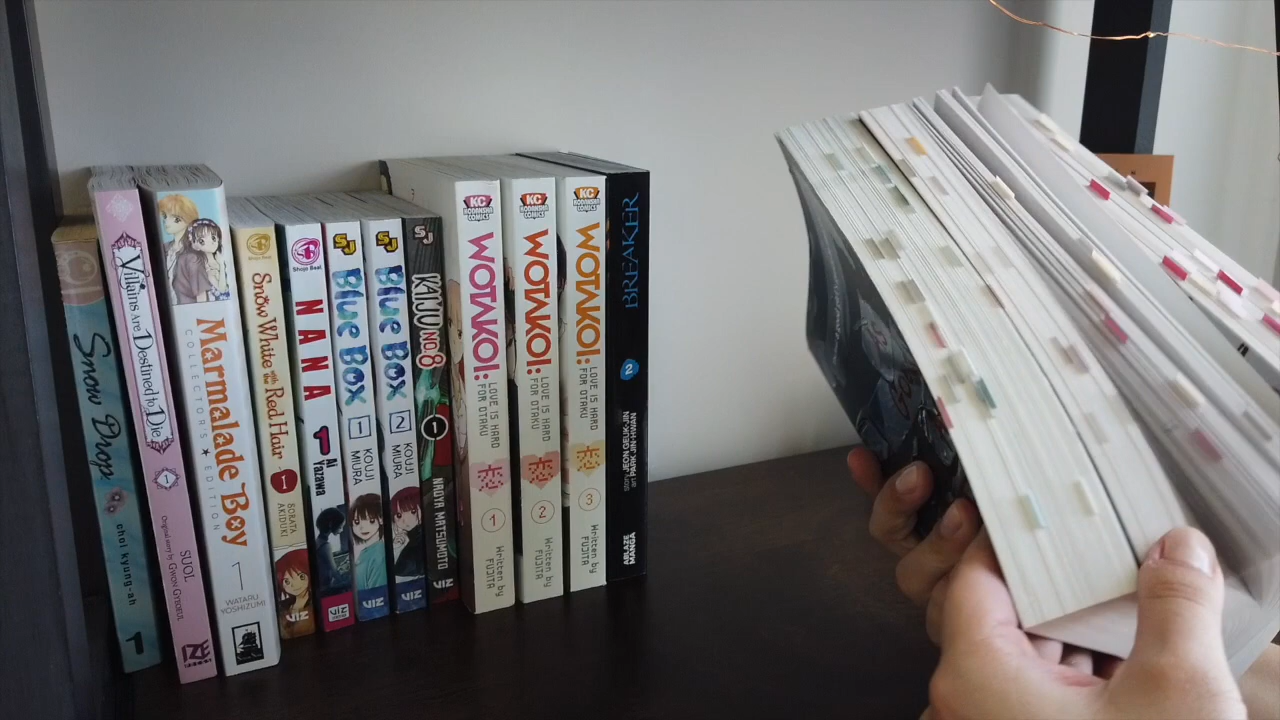 Snow Drop
choi kyung-ah
1
Villains Are Destined to Die
1
SUOL
Original story by GWON GYEOEUL
IZE
Marmalade Boy
COLLECTOR'S EDITION
1
WATARU YOSHIZUMI
Snow White with the Red Hair
1
SORATA AKIDUKI
VIZ
Shojo Beat
NANA
1
Ai Yazawa
VIZ
SJ
BLUE BOX
1
KOUJI MIURA
VIZ
SJ
BLUE BOX
2
KOUJI MIURA
VIZ
SJ
KAIJU NO. 8
1
NAOYA MATSUMOTO
VIZ
KC
KODANSHA COMICS
WOTAKOI:
LOVE IS HARD FOR OTAKU
1
Written by FUJITA
KC
KODANSHA COMICS
WOTAKOI:
LOVE IS HARD FOR OTAKU
2
Written by FUJITA
KC
KODANSHA COMICS
WOTAKOI:
LOVE IS HARD FOR OTAKU
3
Written by FUJITA
BREAKER
2
story JEON GEUK-JIN
art PARK JIN-HWAN
ABLAZE MANGA